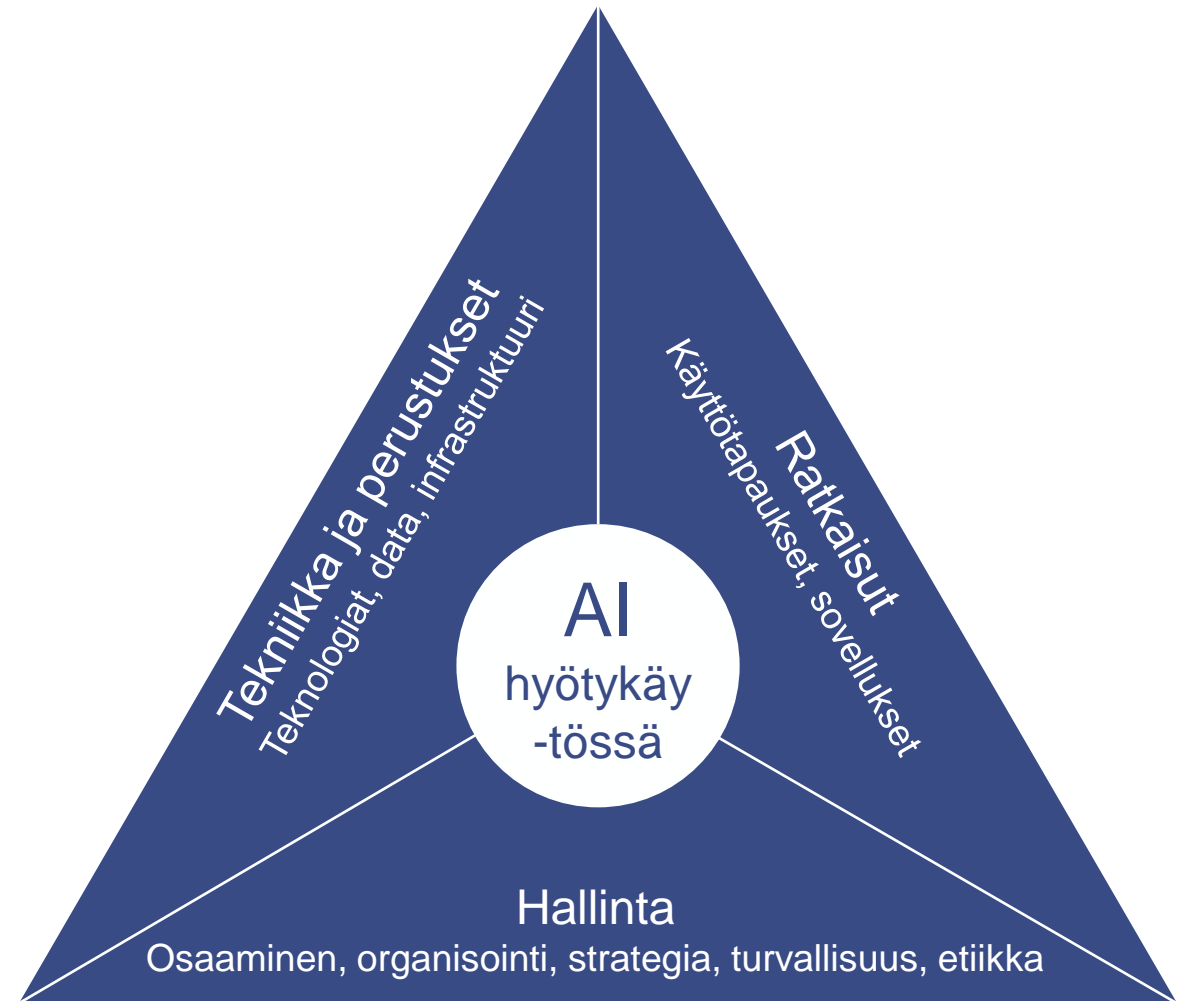 Tekniikka ja perustukset
Teknologiat, data, infrastruktuuri
Ratkaisut
Käyttötapaukset, sovellukset
AI
hyötykäy
-tössä
Hallinta
Osaaminen, organisointi, strategia, turvallisuus, etiikka